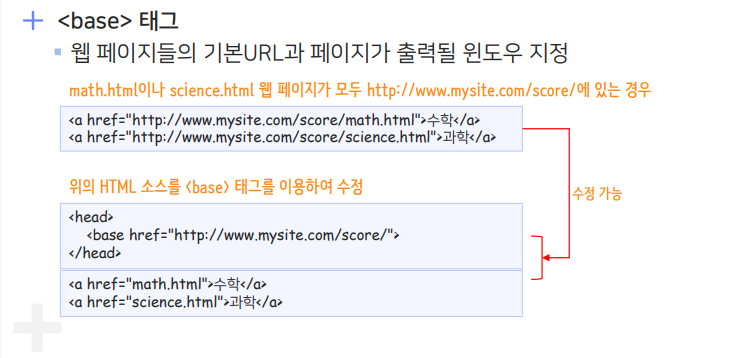 <base> 태그
웹 페이지들의 기본URL과 페이지가 출력될 윈도우 지정
math.html이나 science.html 웹 페이지가 모두 http://www.mysite.com/score/에 있는 경우
<a href="http://www.mysite.com/score/math.html">수학</a>
<a href="http://www.mysite.com/score/science.html">과학</a>
위의 HTML 소스를 <base> 태그를 이용하여 수정
수정 가능
<head>
<base href="http://www.mysite.com/score/">
</head>
<a href="math.html">수학</a>
<a href="science.html">과학</a>